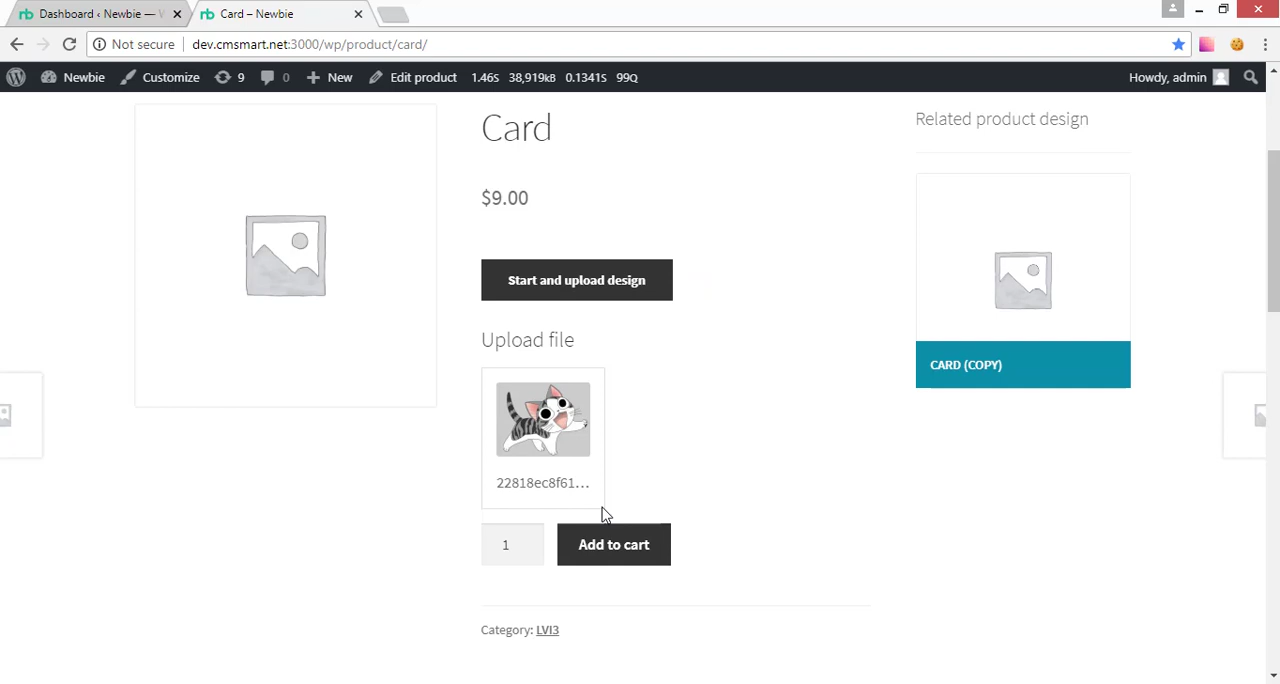 Dashboard ‹ Newbie —
Card – Newbie
Not secure
dev.cmsmart.net:3000/wp/product/card/
Newbie
Customize
9
0
New
Edit product
1.46S
38,919KB
0.1341S
99Q
Howdy, admin
Card
Related product design
$9.00
Start and upload design
Upload file
CARD (COPY)
22818ec8f61...
1
Add to cart
Category: LVI3